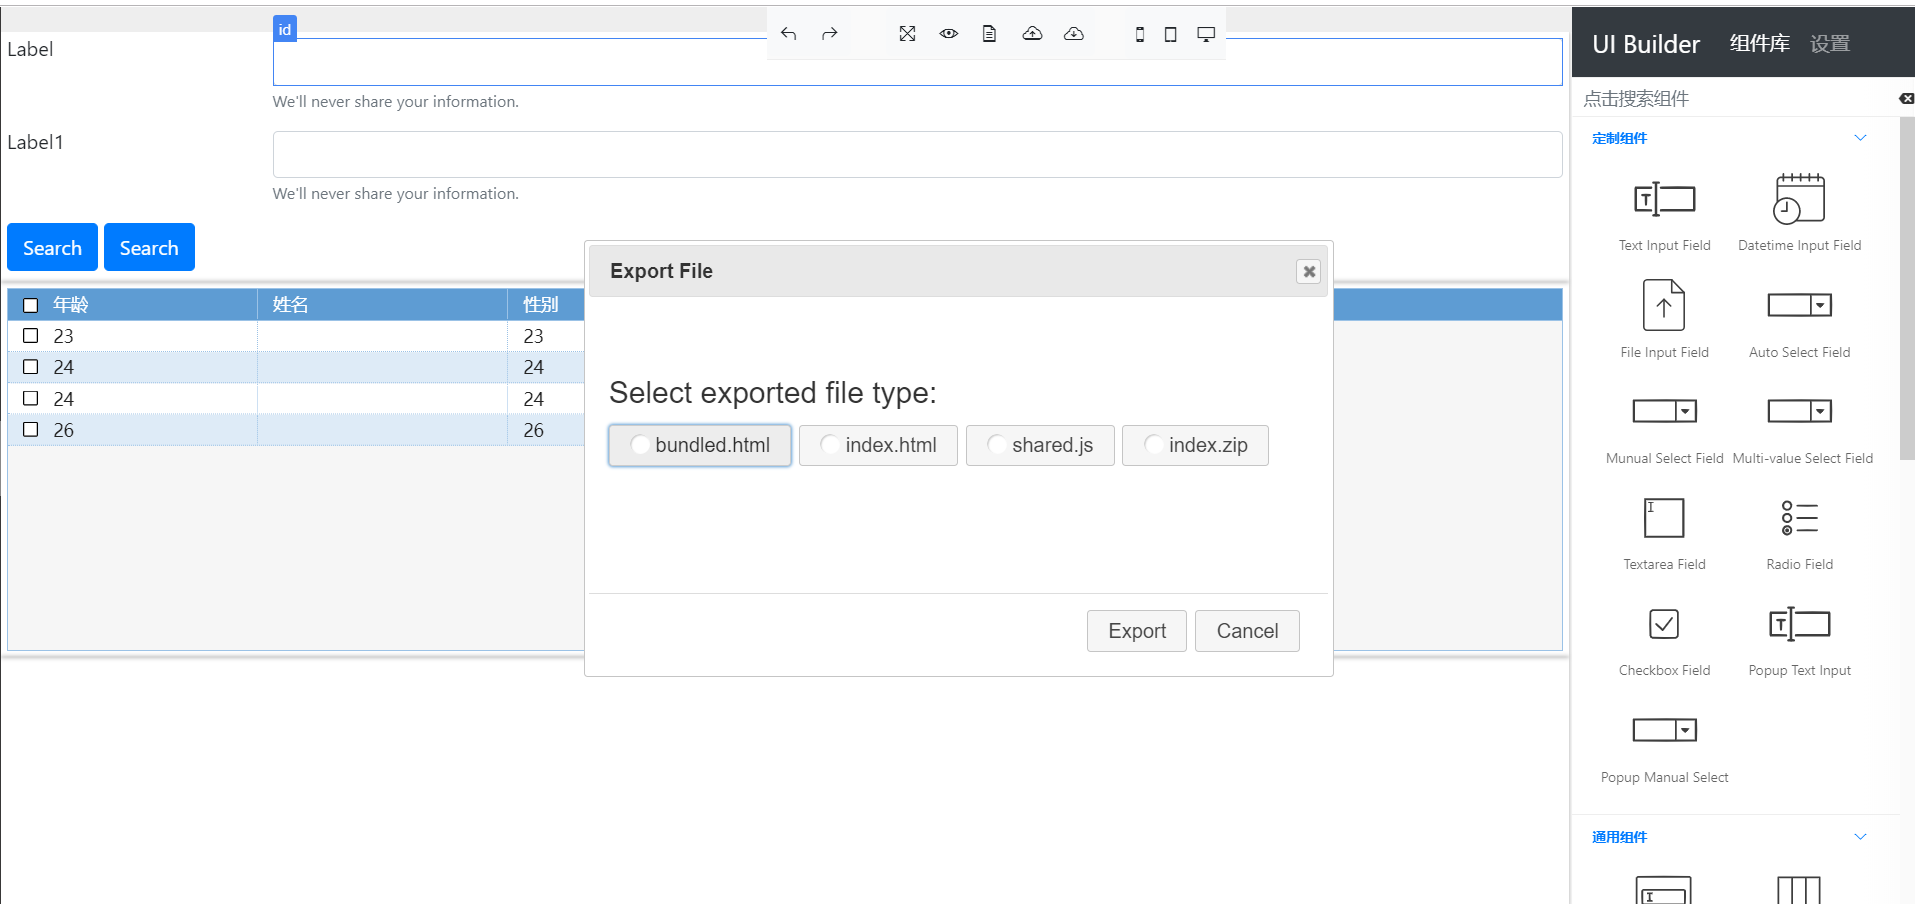 id
Label
We'll never share your information.
Label1
We'll never share your information.
Search Search
年龄 姓名 性别
23 23
24 24
24 24
26 26
Export File
Select exported file type:
bundled.html index.html shared.js index.zip
Export Cancel
UI Builder 组件库 设置
点击搜索组件
定制组件
Text Input Field Datetime Input Field
File Input Field Auto Select Field
Munual Select Field Multi-value Select Field
Textarea Field Radio Field
Checkbox Field Popup Text Input
Popup Manual Select
通用组件